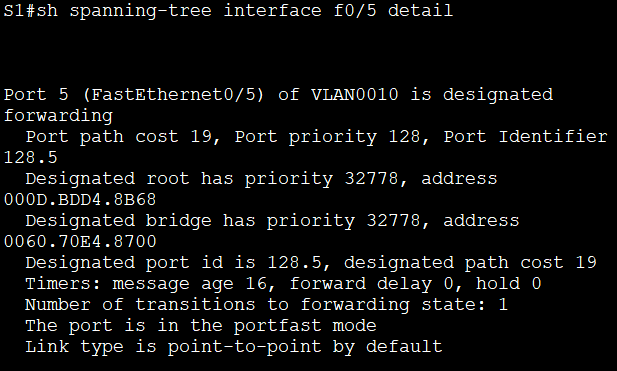 S1#sh spanning-tree interface f0/5 detail
Port 5 (FastEthernet0/5) of VLAN0010 is designated
forwarding
Port path cost 19, Port priority 128, Port Identifier
128.5
Designated root has priority 32778, address
000D.BDD4.8B68
Designated bridge has priority 32778, address
0060.70E4.8700
Designated port id is 128.5, designated path cost 19
Timers: message age 16, forward delay 0, hold 0
Number of transitions to forwarding state: 1
The port is in the portfast mode
Link type is point-to-point by default